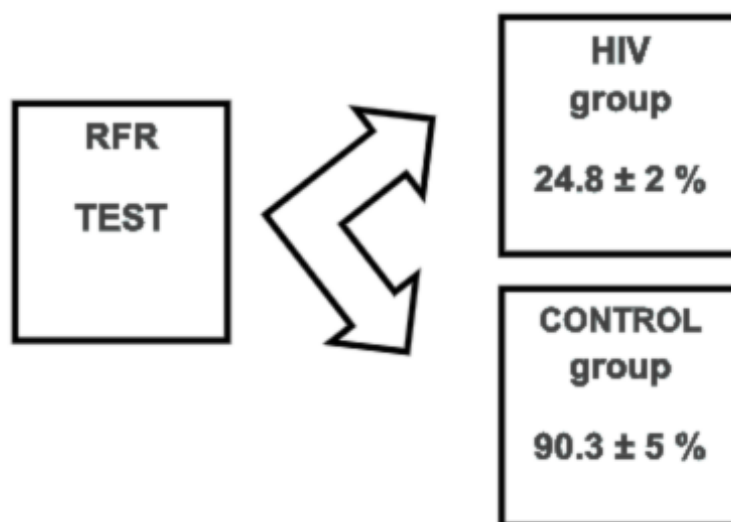 RFR
TEST
HIV
group
24.8 ± 2 %
CONTROL
group
90.3 ± 5 %